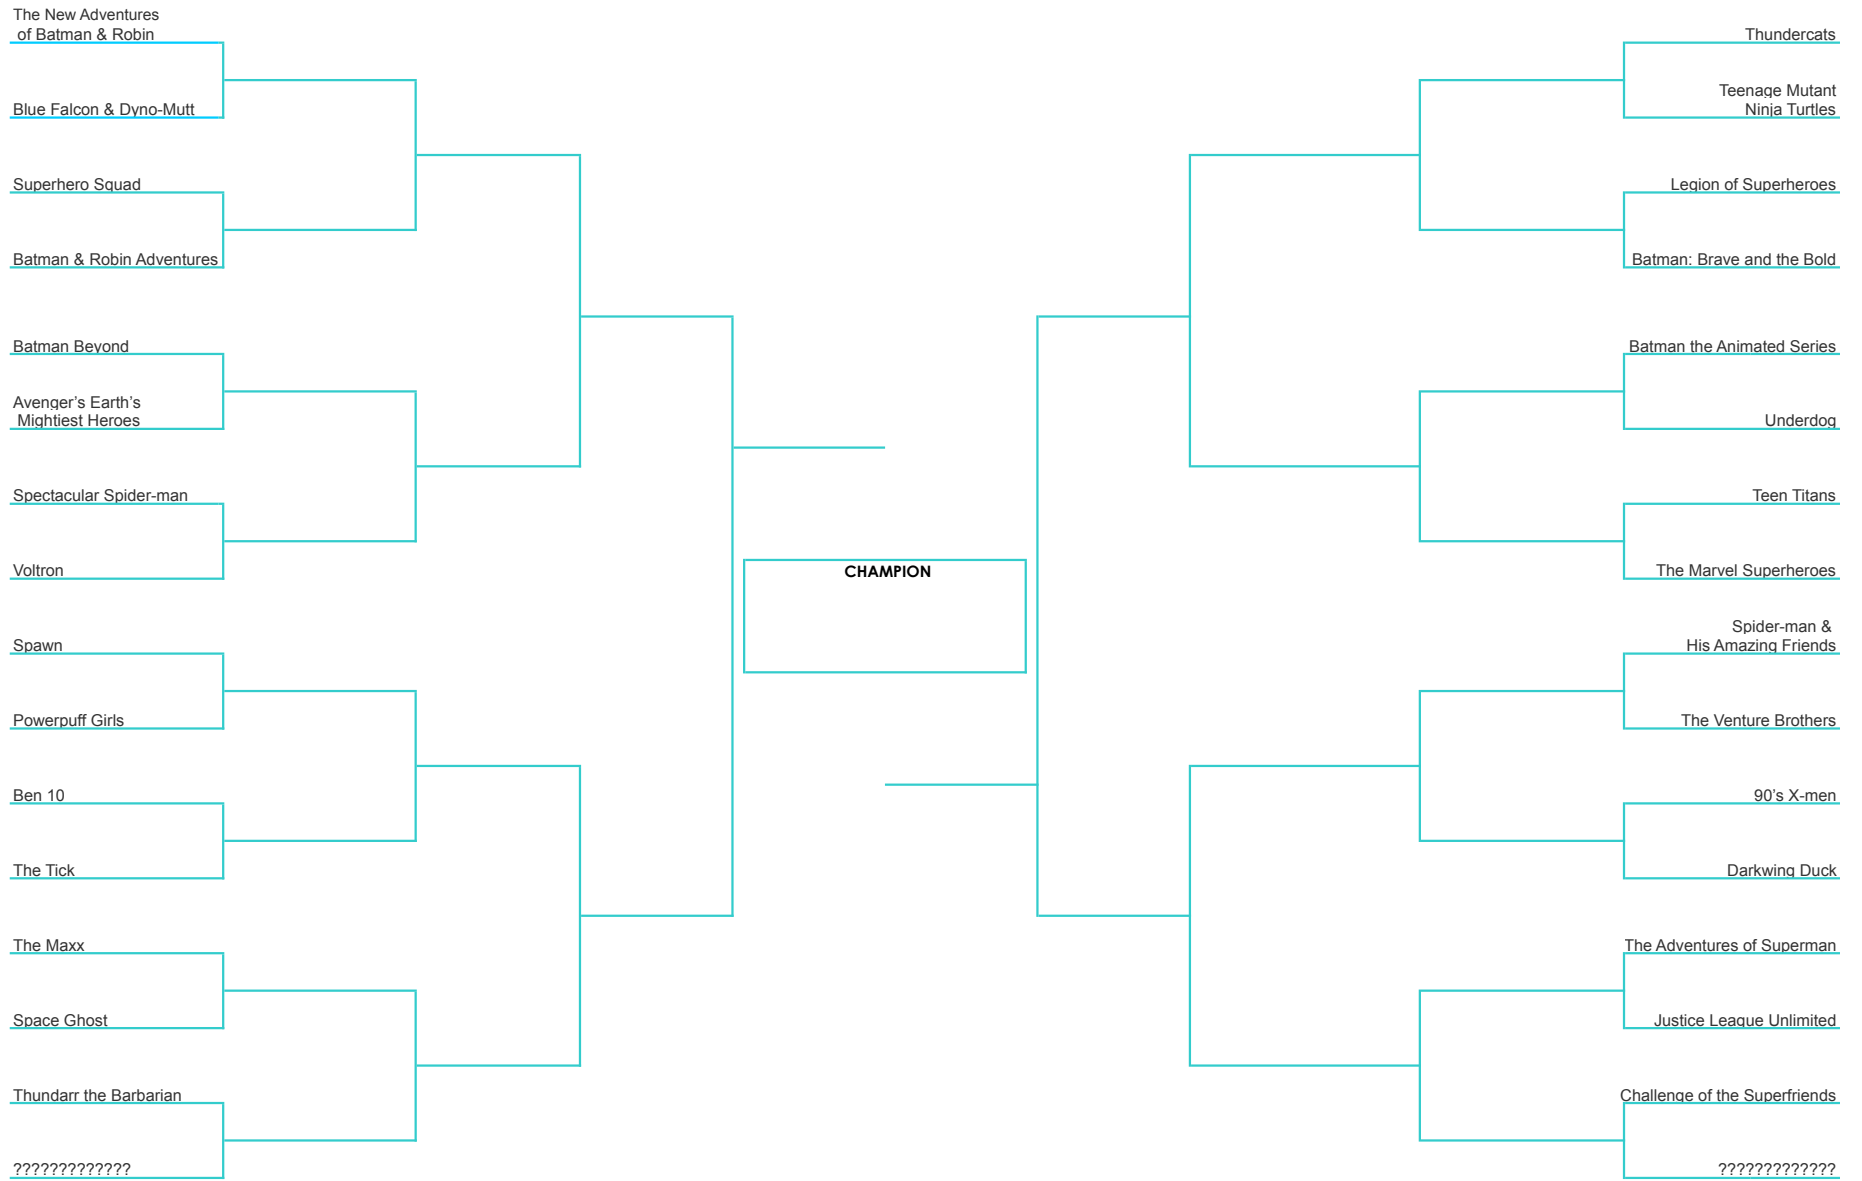 The New Adventures
of Batman & Robin
Blue Falcon & Dyno-Mutt
Superhero Squad
Batman & Robin Adventures
Batman Beyond
Avenger’s Earth’s
Mightiest Heroes
Spectacular Spider-man
Voltron
Spawn
Powerpuff Girls
Ben 10
The Tick
The Maxx
Space Ghost
Thundarr the Barbarian
?????????????
CHAMPION
Thundercats
Teenage Mutant
Ninja Turtles
Legion of Superheroes
Batman: Brave and the Bold
Batman the Animated Series
Underdog
Teen Titans
The Marvel Superheroes
Spider-man &
His Amazing Friends
The Venture Brothers
90’s X-men
Darkwing Duck
The Adventures of Superman
Justice League Unlimited
Challenge of the Superfriends
?????????????